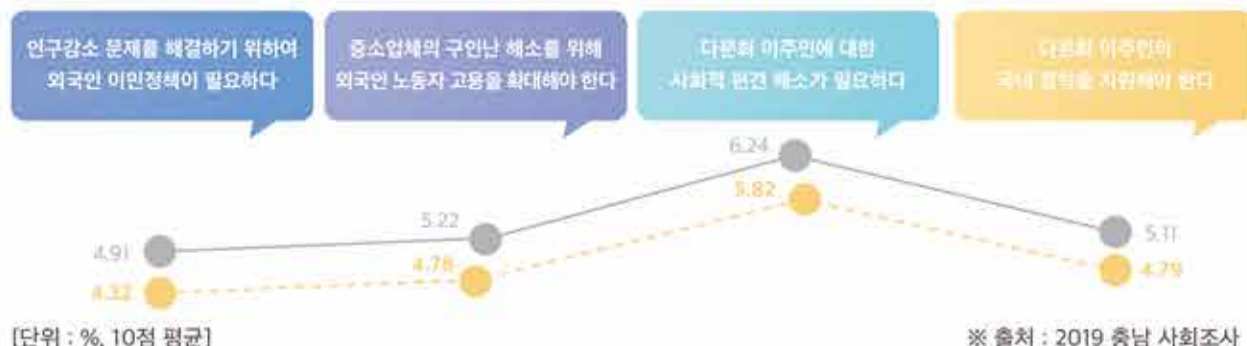 인구감소 문제를 해결하기 위하여
외국인 이민정책이 필요하다
중소업체의 구인난 해소를 위해
외국인 노동자 고용을 확대해야 한다
다문화 이주민에 대한
사회적 편견 해소가 필요하다
다문화 이주민의
국내 정착을 지원해야 한다
4.91
5.22
6.24
5.11
4.32
4.78
5.82
4.79
[단위 : %, 10점 평균]
※ 출처 : 2019 충남 사회조사